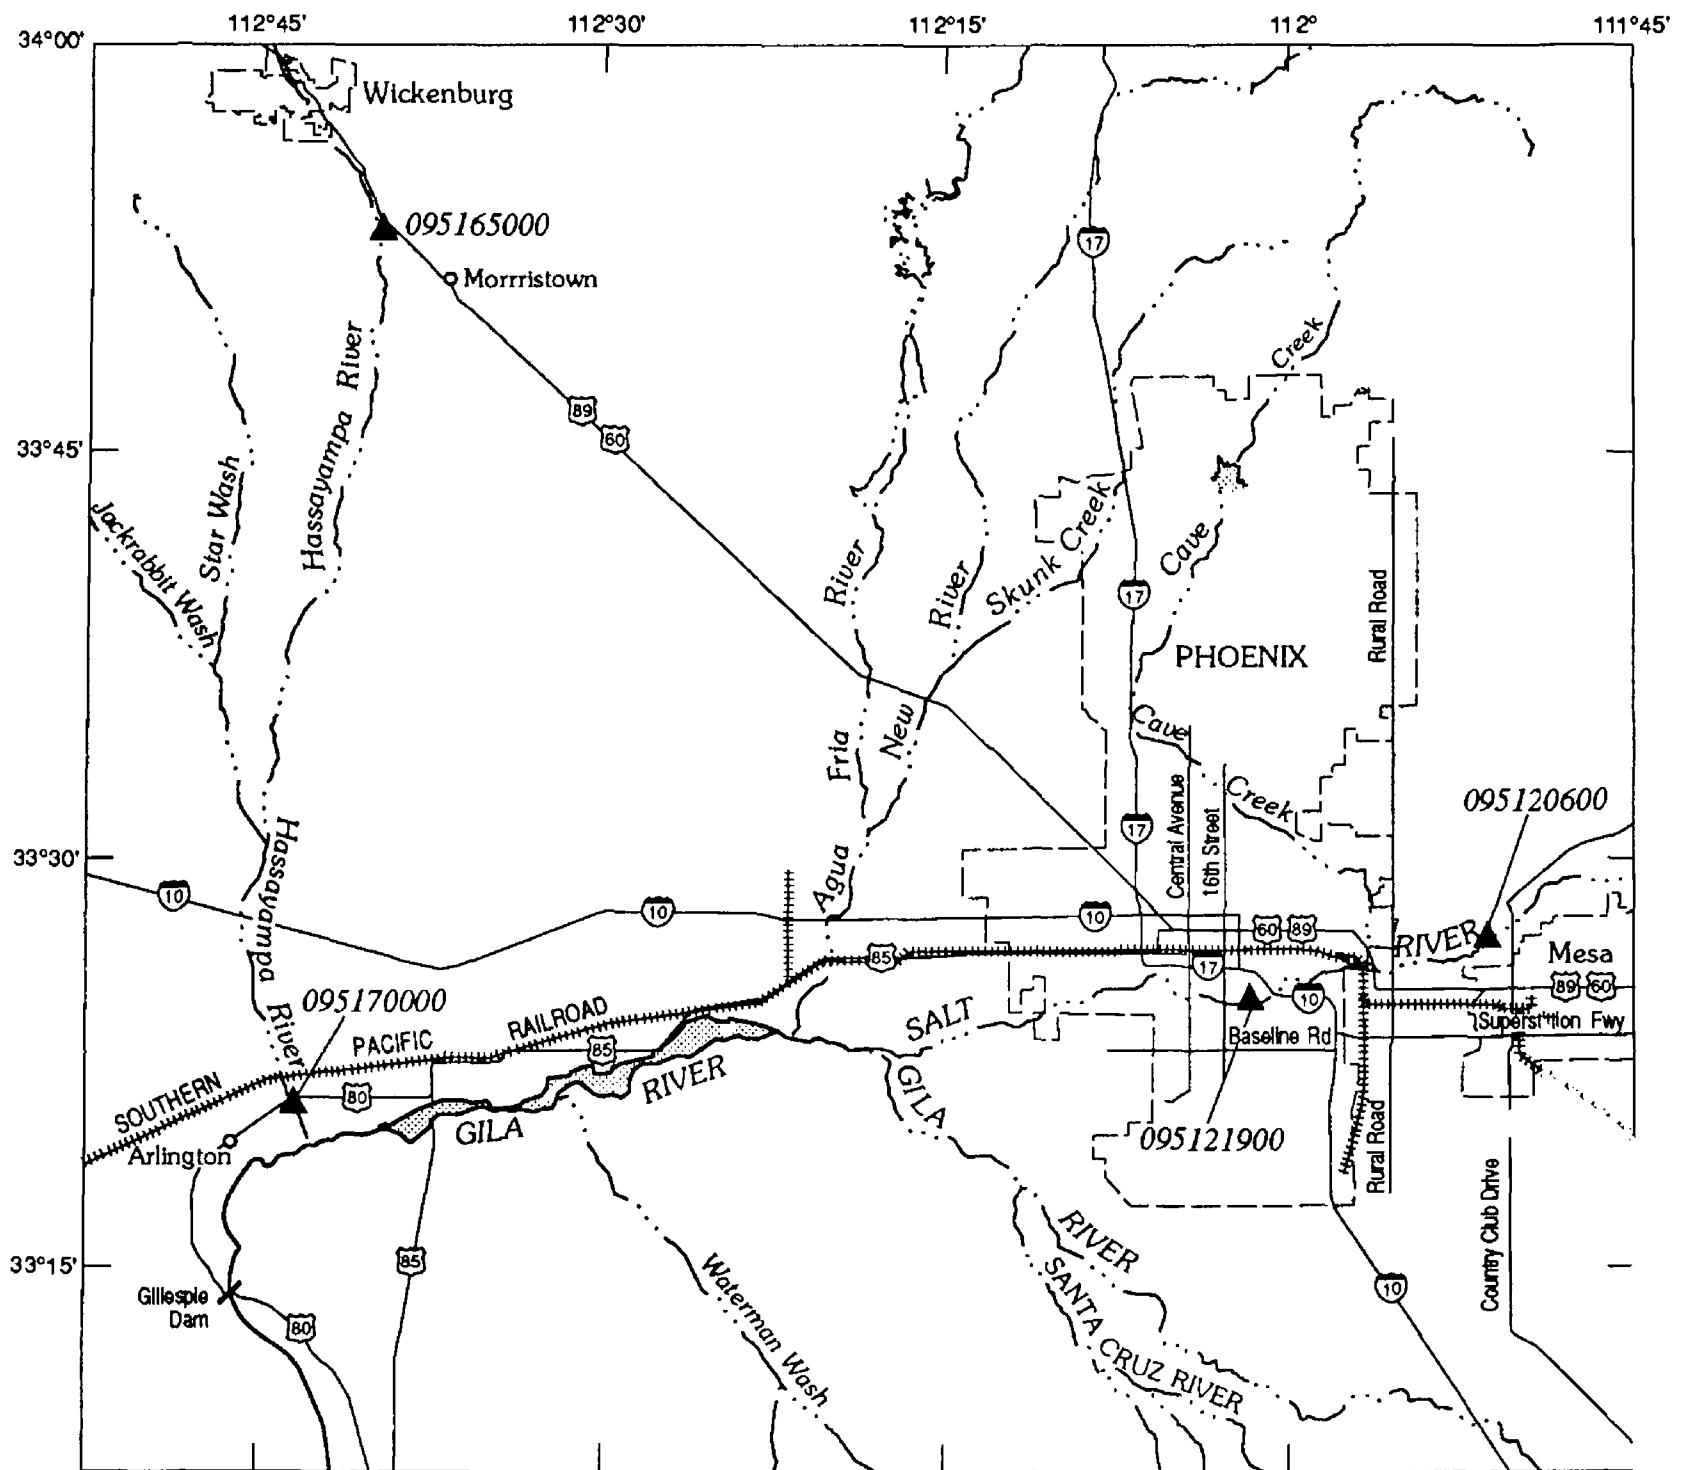 112°45'
112°30'
112°15'
112°
111°45'
34°00'
Wickenburg
095165000
Morrristown
17
Hassayampa River
Creek
89
60
33°45'
Star Wash
Jackrabbit Wash
River
River
Skunk Creek
Cave
17
Rural Road
PHOENIX
New
Cave
Fria
Creek
095120600
Central Avenue
16th Street
17
33°30'
Hassayampa
River
Agua
10
10
10
60
89
RIVER
Mesa
85
17
10
89
60
095170000
SALT
Superstition Fwy
Baseline Rd
SOUTHERN
PACIFIC
RAILROAD
85
80
GILA
RIVER
GILA
RIVER
095121900
Rural Road
Arlington
Country Club Drive
33°15'
85
Waterman Wash
SANTA
CRUZ RIVER
10
Gillespie
Dam
80